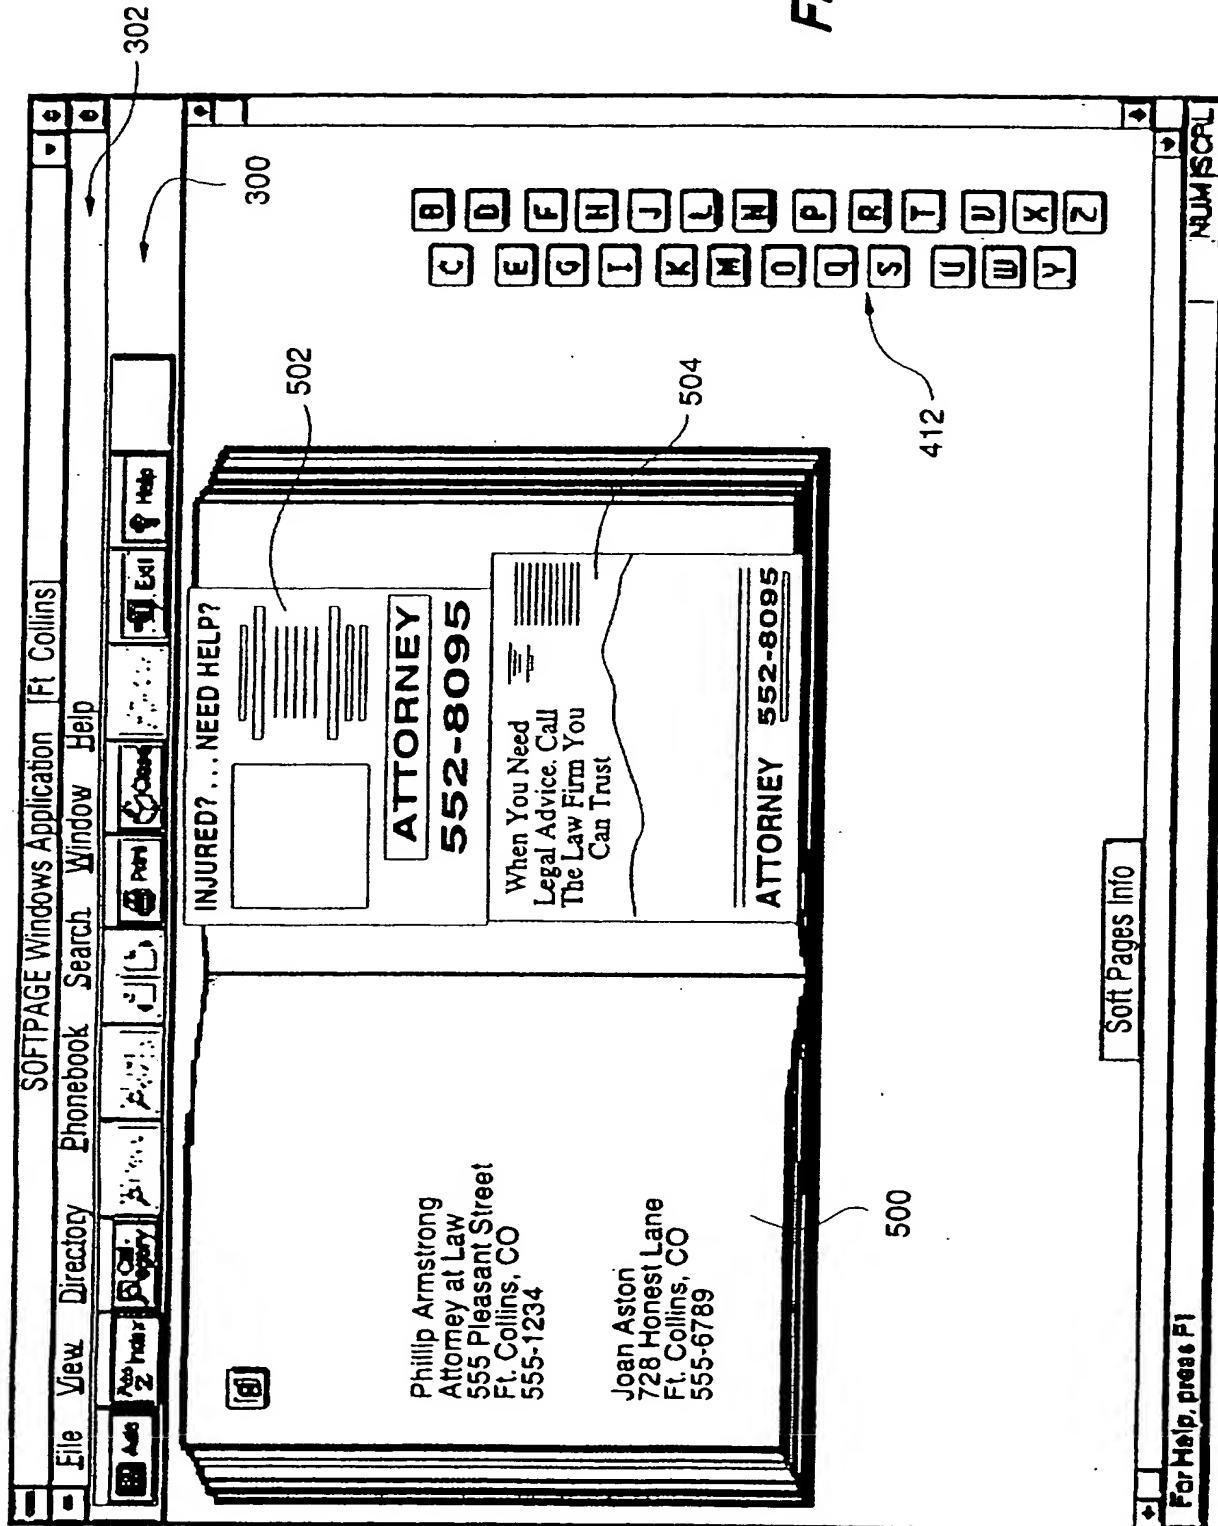 SOFTPAGE Windows Application [Ft Collins]
File View Directory Phonebook Search Window Help
302
Help
300
Phillip Armstrong
Attorney at Law
555 Pleasant Street
Ft. Collins, CO
555-1234
Joan Aston
728 Honest Lane
Ft. Collins, CO
555-6789
500
INJURED?....NEED HELP?
ATTORNEY
552-8095
502
When You Need
Legal Advice. Call
The Law Firm You
Can Trust
ATTORNEY 552-8095
504
B
C
D
E
F
G
H
I
J
K
L
M
N
O
P
Q
R
S
T
U
V
W
X
Y
Z
412
Soft Pages Info
For Help, press F1
NUM SCRL